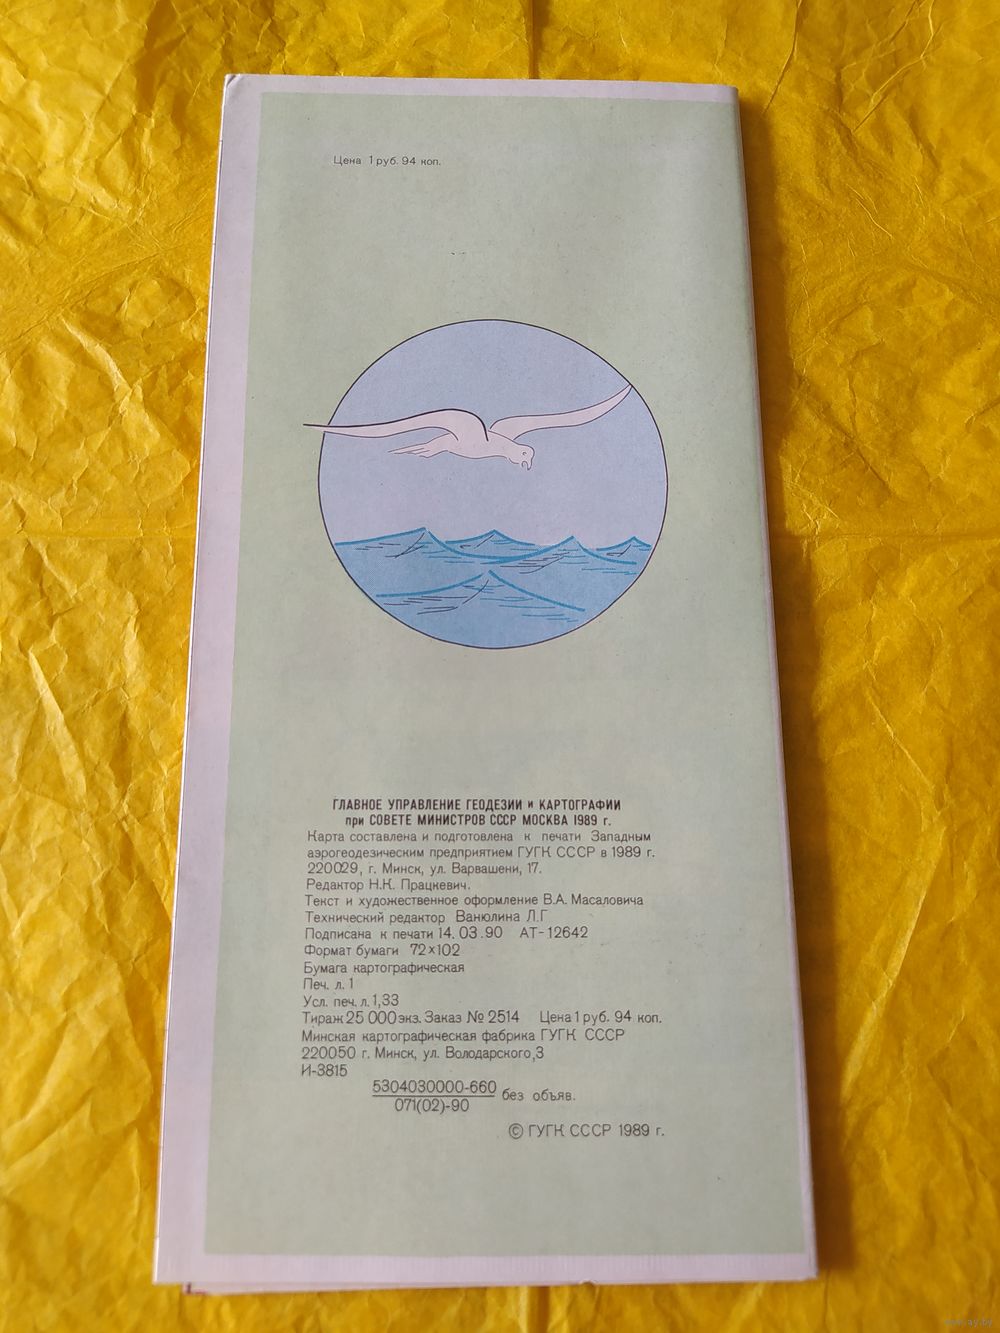 Цена 1 руб. 94 коп.
ГЛАВНОЕ УПРАВЛЕНИЕ ГЕОДЕЗИИ и КАРТОГРАФИИ
при СОВЕТЕ МИНИСТРОВ СССР МОСКВА 1989 г.
Карта составлена и подготовлена к печати Западным
аэрогеодезическим предприятием ГУГК СССР в 1989 г.
220029, г. Минск, ул. Варвашени, 17.
Редактор Н.К. Працкевич.
Текст и художественное оформление В.А. Масаловича
Технический редактор Ванюлина Л.Г
Подписана к печати 14.03.90 АТ-12642
Формат бумаги 72×102
Бумага картографическая
Печ. л. 1
Усл. печ. л. 1,33
Тираж 25 000 экз. Заказ № 2514 Цена 1 руб. 94 коп.
Минская картографическая фабрика ГУГК СССР
220050 г. Минск, ул. Володарского, 3
И-3815
5304030000-660
071(02)-90 без объяв.
© ГУГК СССР 1989 г.